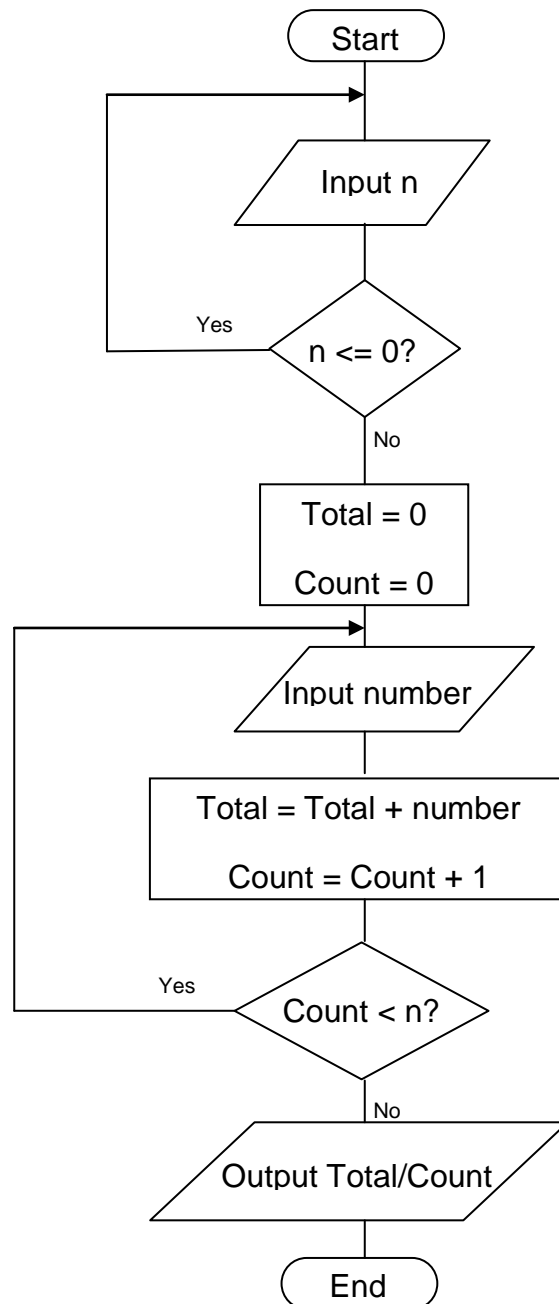 Start
Input n
Yes
n <= 0?
No
Total = 0
Count = 0
Input number
Total = Total + number
Count = Count + 1
Yes
Count < n?
No
Output Total/Count
End